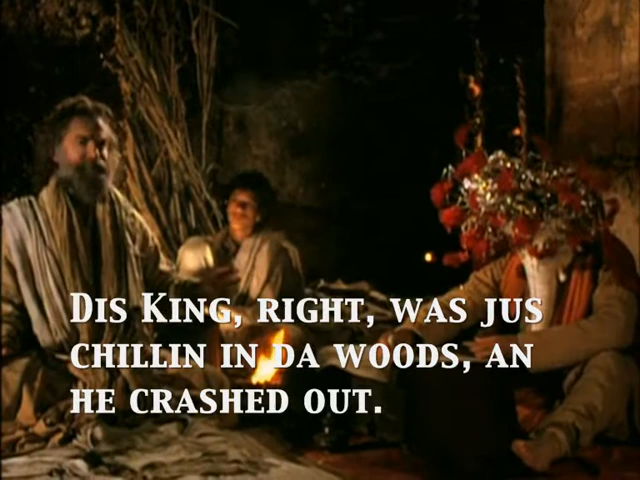 Dis King, right, was jus
chillin in da woods, an
he crashed out.